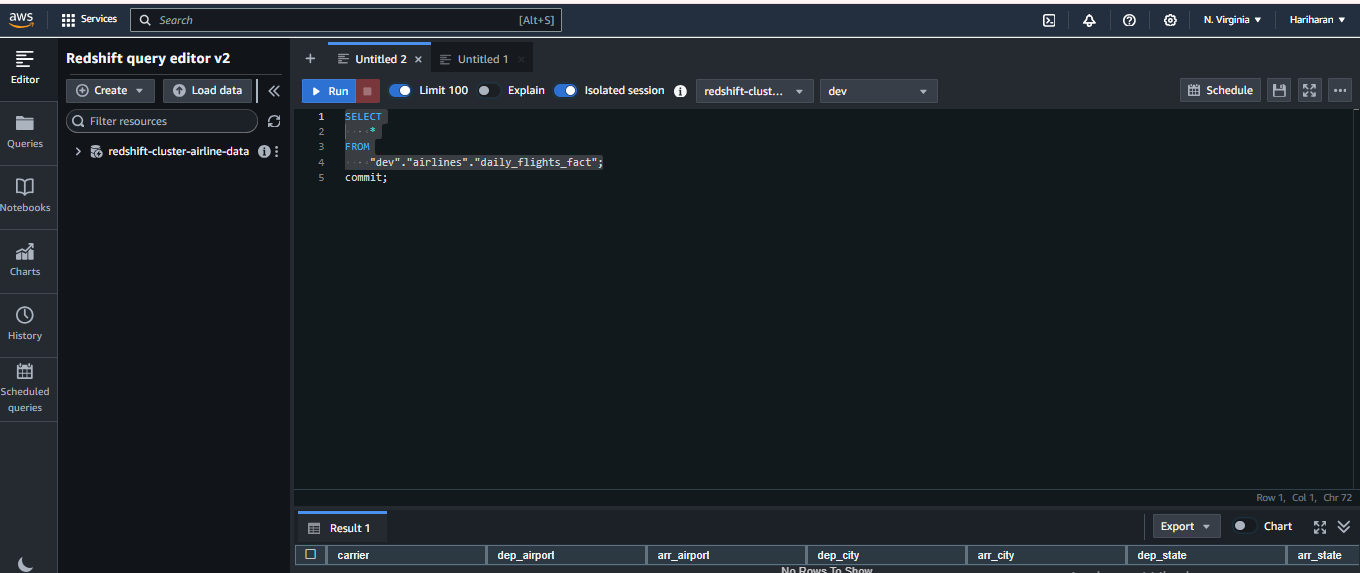 aws Services Search [Alt+S] N. Virginia Hariharan
Editor
Queries
Notebooks
Charts
History
Scheduled
queries
Redshift query editor v2
Create Load data
Filter resources
redshift-cluster-airline-data
+ Untitled 2 × Untitled 1 ×
Run Limit 100 Explain Isolated session redshift-clust... dev Schedule
1 SELECT
2 ····*
3 FROM
4 ····"dev"."airlines"."daily_flights_fact";
5 commit;
Row 1, Col 1, Chr 72
Result 1 Export Chart
carrier dep_airport arr_airport dep_city arr_city dep_state arr_state
No Rows To Show